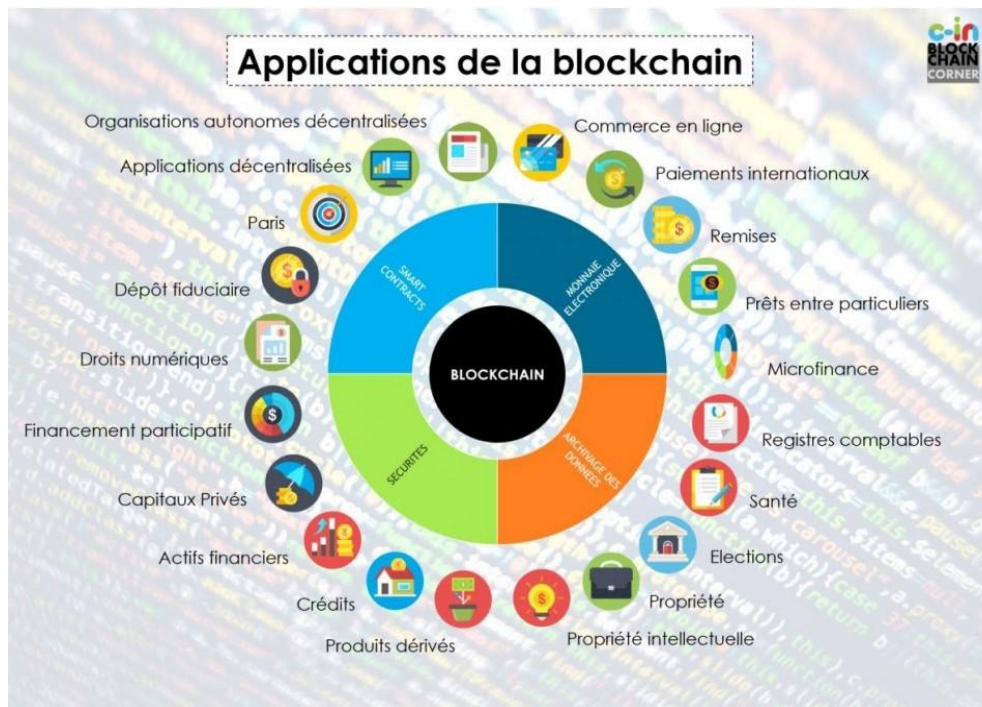 Applications de la blockchain
c-in
BLOCK
CHAIN
CORNER
Organisations autonomes décentralisées
Commerce en ligne
Applications décentralisées
Paiements internationaux
Paris
Remises
Dépôt fiduciaire
Prêts entre particuliers
Droits numériques
Microfinance
Financement participatif
Registres comptables
Capitaux Privés
Santé
Actifs financiers
Elections
Crédits
Propriété
Produits dérivés
Propriété intellectuelle
SMART
CONTRACTS
MONNAIE
ELECTRONIQUE
BLOCKCHAIN
SECURITES
ARCHIVAGE DES
DONNEES